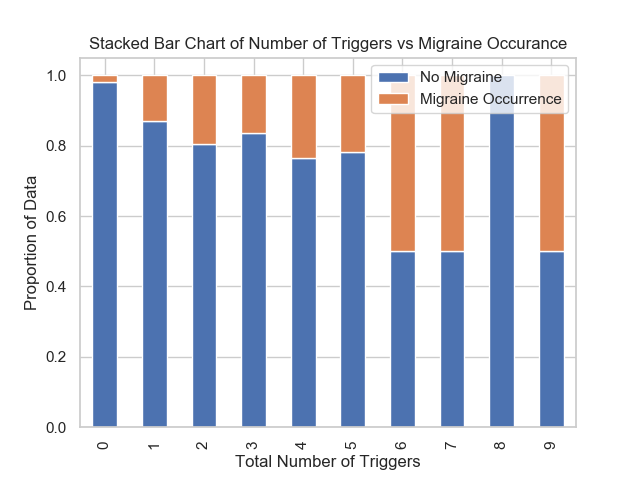 Stacked Bar Chart of Number of Triggers vs Migraine Occurance
No Migraine
Migraine Occurrence
Proportion of Data
1.0
0.8
0.6
0.4
0.2
0.0
0 1 2 3 4 5 6 7 8 9
Total Number of Triggers